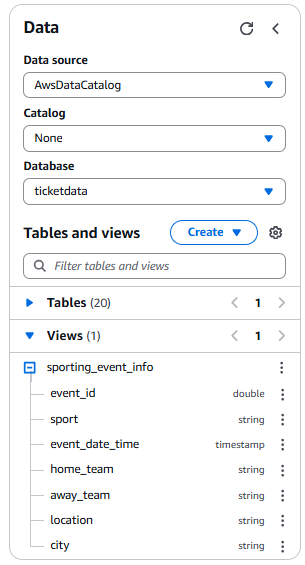 Data
Data source
AwsDataCatalog
Catalog
None
Database
ticketdata
Tables and views
Create
Filter tables and views
Tables (20) 1
Views (1) 1
sporting_event_info
event_id double
sport string
event_date_time timestamp
home_team string
away_team string
location string
city string